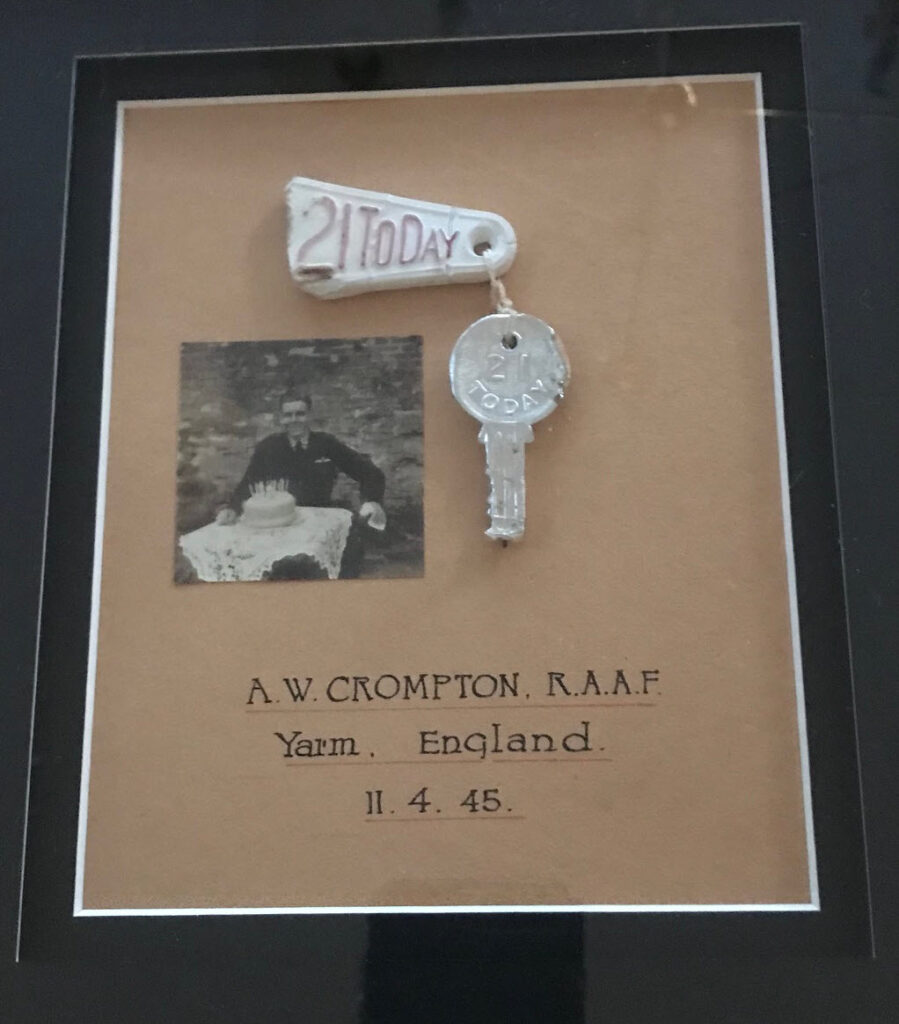 21 TODAY
21
TODAY
A.W. CROMPTON, R.A.A.F.
Yarm, England.
11. 4. 45.